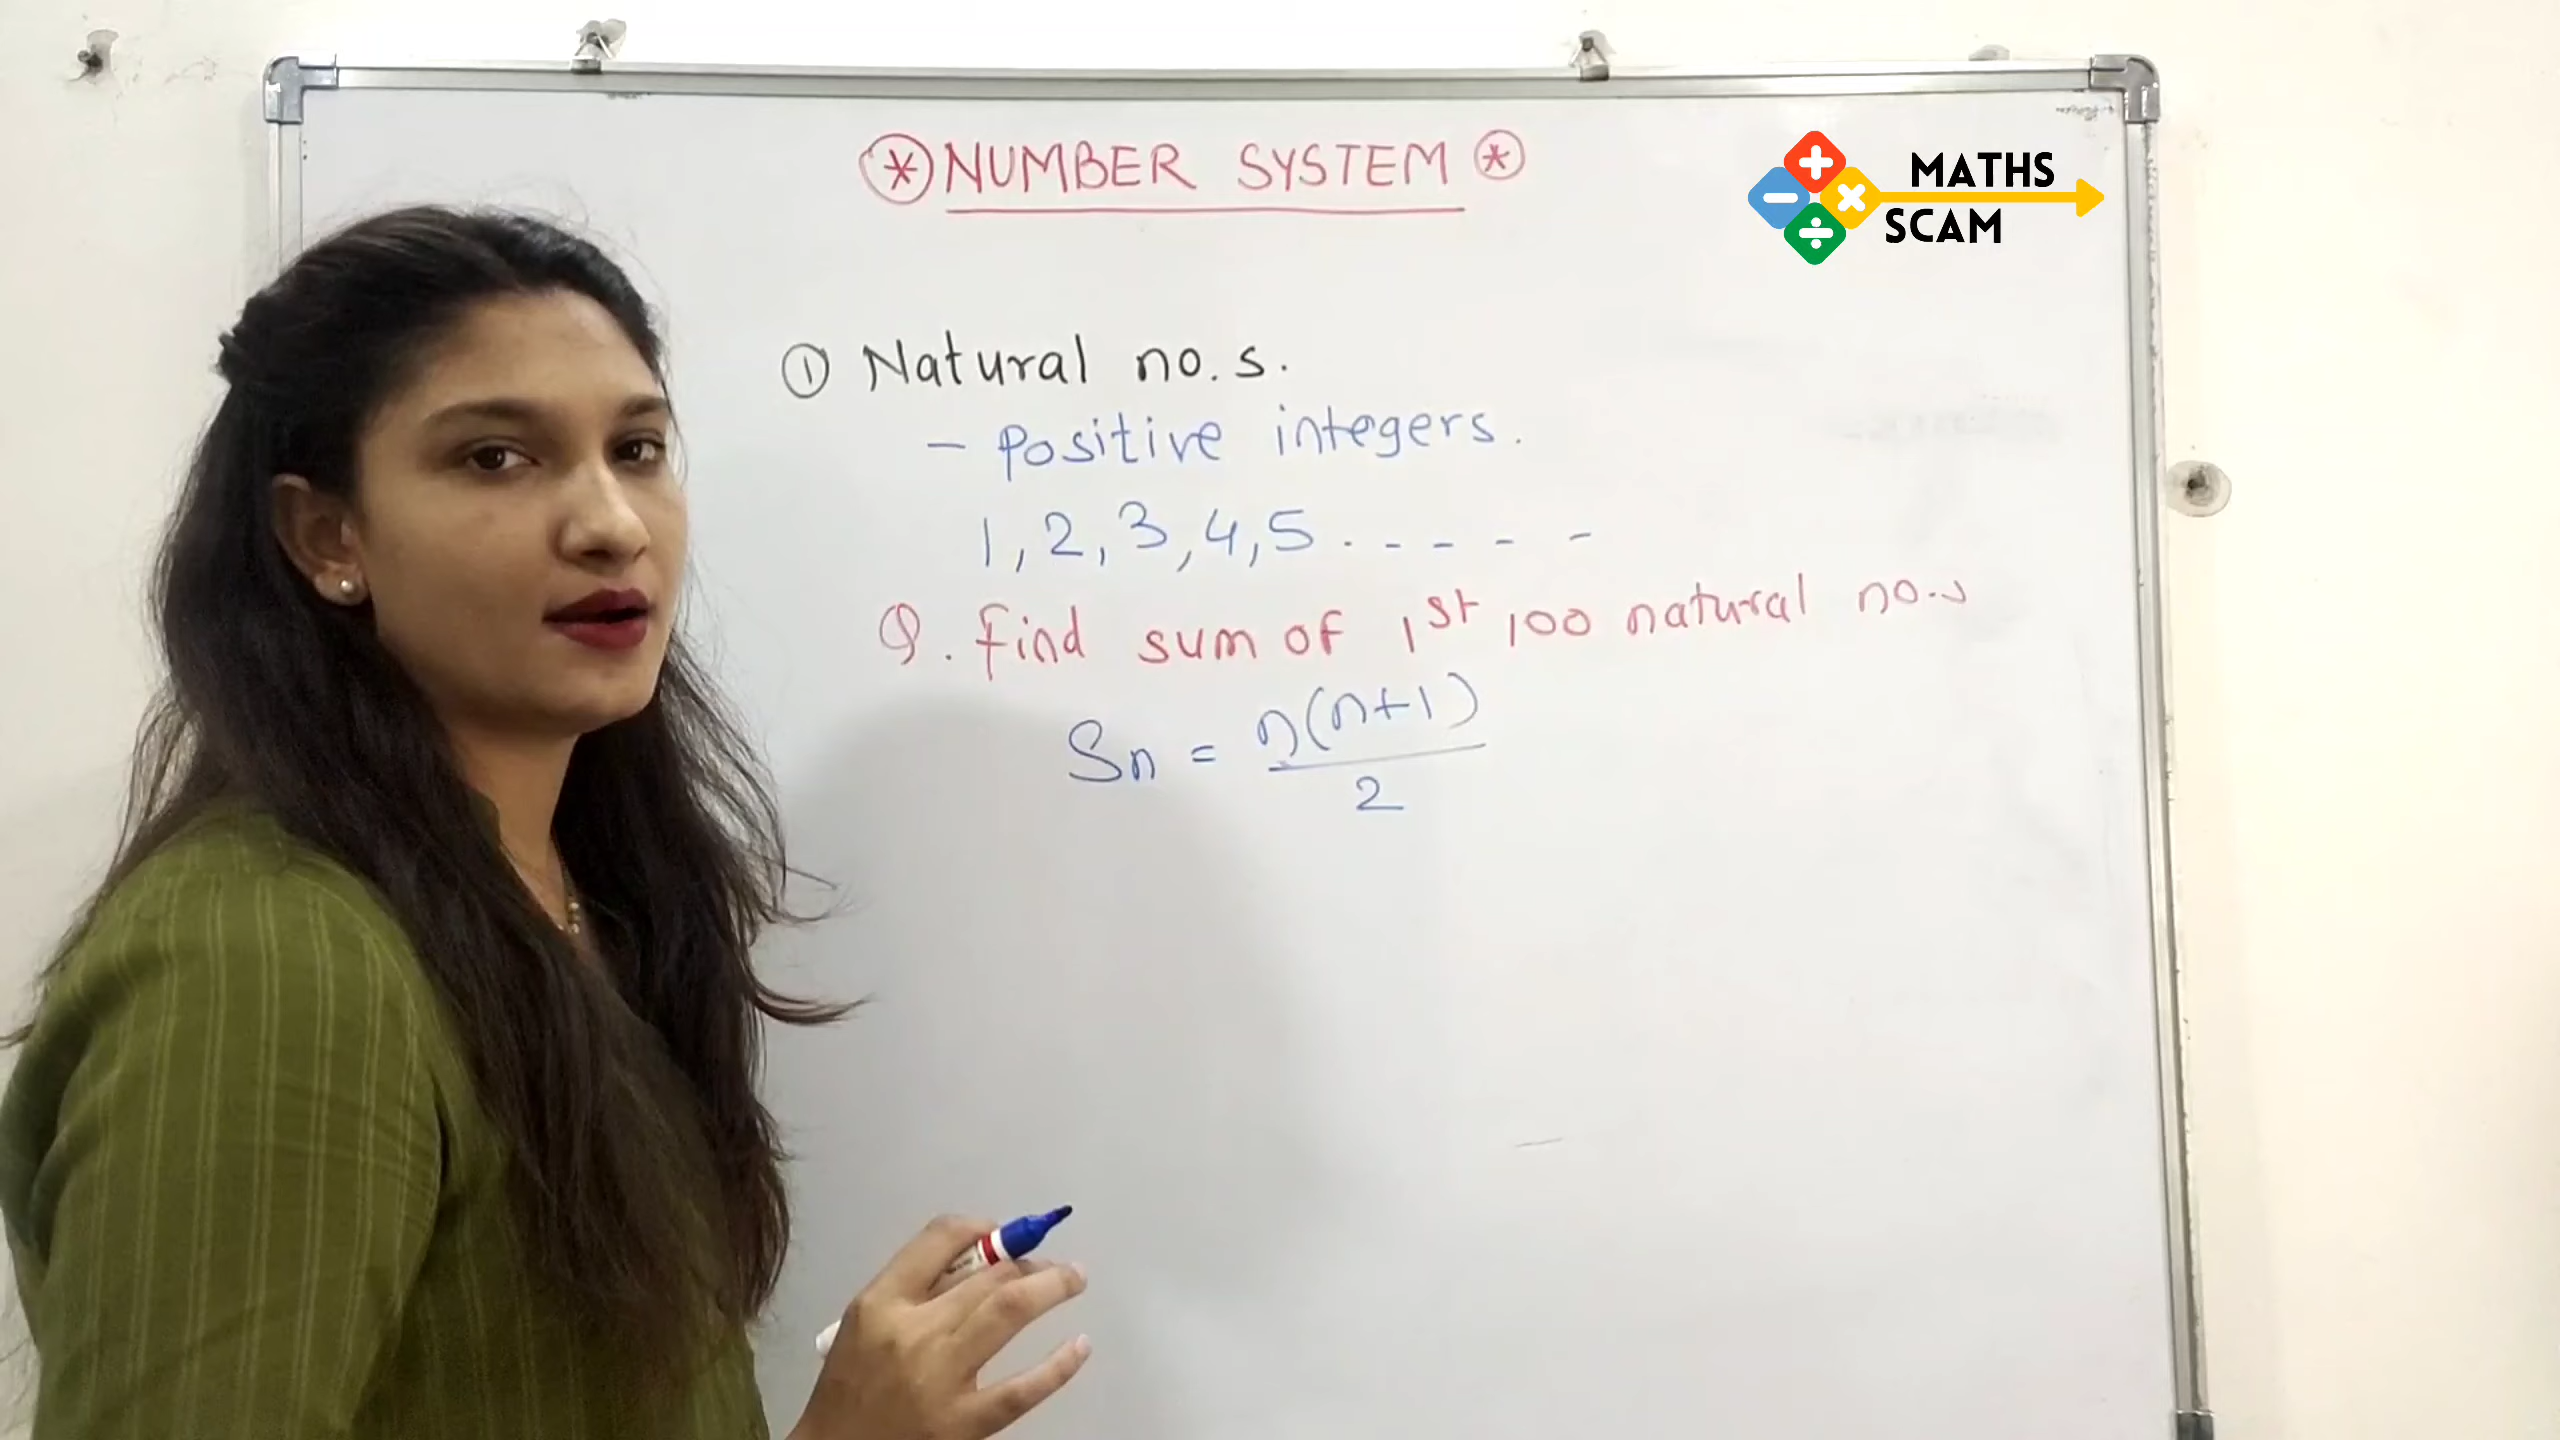 * NUMBER SYSTEM *
MATHS
SCAM
① Natural no.s.
- Positive integers.
1, 2, 3, 4, 5 . - - - -
Q. Find sum of 1st 100 natural no.s
Sn = n(n+1)
2